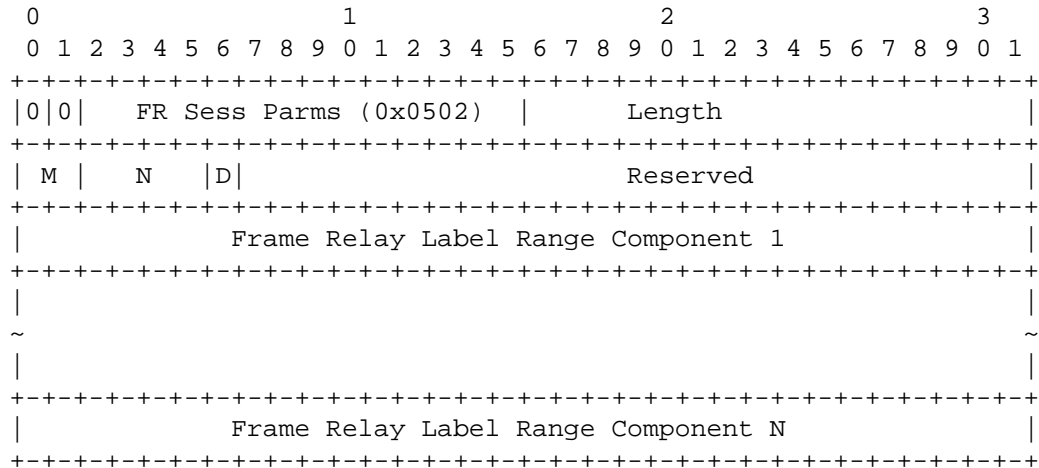 0                   1                   2                   3
 0 1 2 3 4 5 6 7 8 9 0 1 2 3 4 5 6 7 8 9 0 1 2 3 4 5 6 7 8 9 0 1
+-+-+-+-+-+-+-+-+-+-+-+-+-+-+-+-+-+-+-+-+-+-+-+-+-+-+-+-+-+-+-+-+
|0|0|   FR Sess Parms (0x0502)  |      Length                   |
+-+-+-+-+-+-+-+-+-+-+-+-+-+-+-+-+-+-+-+-+-+-+-+-+-+-+-+-+-+-+-+-+
| M |   N   |D|                        Reserved                 |
+-+-+-+-+-+-+-+-+-+-+-+-+-+-+-+-+-+-+-+-+-+-+-+-+-+-+-+-+-+-+-+-+
|             Frame Relay Label Range Component 1               |
+-+-+-+-+-+-+-+-+-+-+-+-+-+-+-+-+-+-+-+-+-+-+-+-+-+-+-+-+-+-+-+-+
|                                                               |
~                                                               ~
|                                                               |
+-+-+-+-+-+-+-+-+-+-+-+-+-+-+-+-+-+-+-+-+-+-+-+-+-+-+-+-+-+-+-+-+
|             Frame Relay Label Range Component N               |
+-+-+-+-+-+-+-+-+-+-+-+-+-+-+-+-+-+-+-+-+-+-+-+-+-+-+-+-+-+-+-+-+